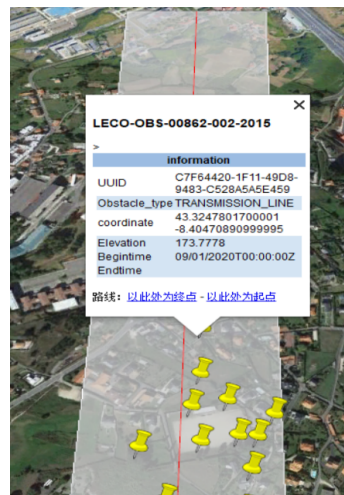 LECO-OBS-00862-002-2015
>
information
UUID C7F64420-1F11-49D8-
9483-C528A5A5E459
Obstacle_type TRANSMISSION_LINE
coordinate 43.3247801700001
-8.40470890999995
Elevation 173.7778
Begintime 09/01/2020T00:00:00Z
Endtime
路线：以此处为终点 - 以此处为起点